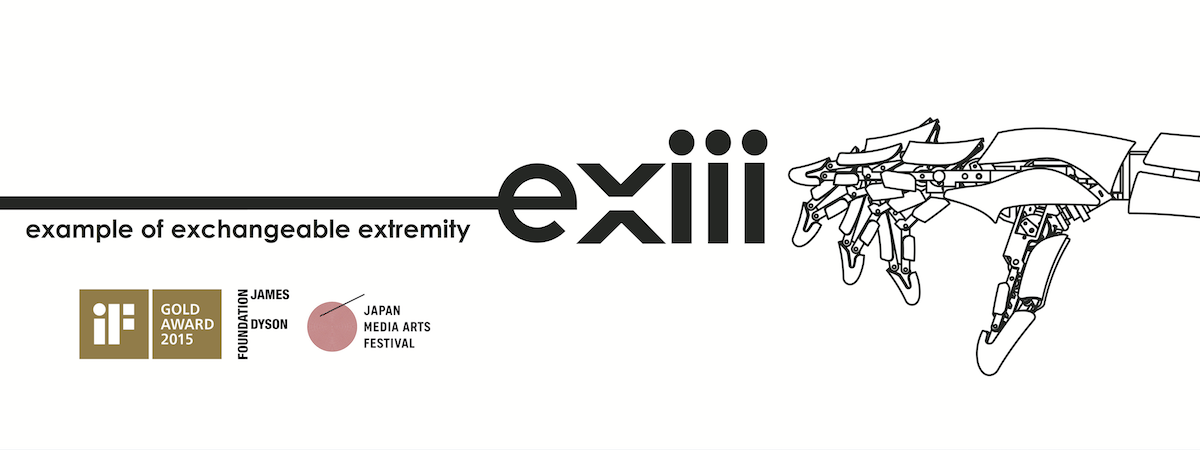 exiii
example of exchangeable extremity
iF
GOLD
AWARD
2015
FOUNDATION
JAMES
DYSON
JAPAN
MEDIA ARTS
FESTIVAL